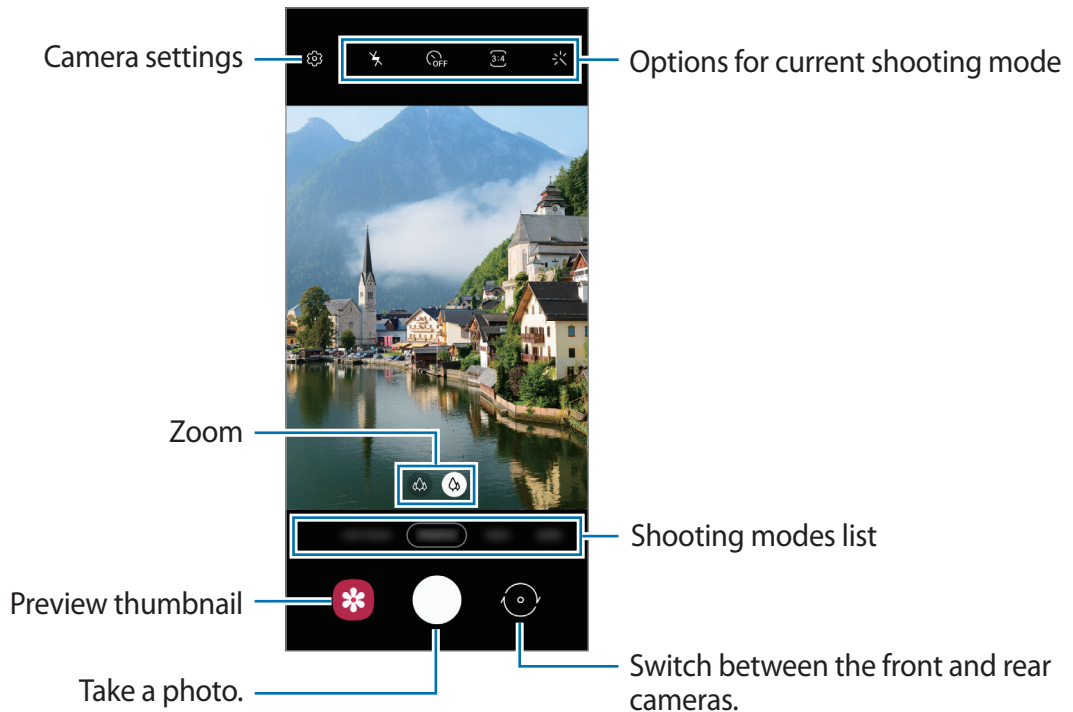 Camera settings
OFF
3:4
Options for current shooting mode
Zoom
Shooting modes list
Preview thumbnail
Take a photo.
Switch between the front and rear
cameras.